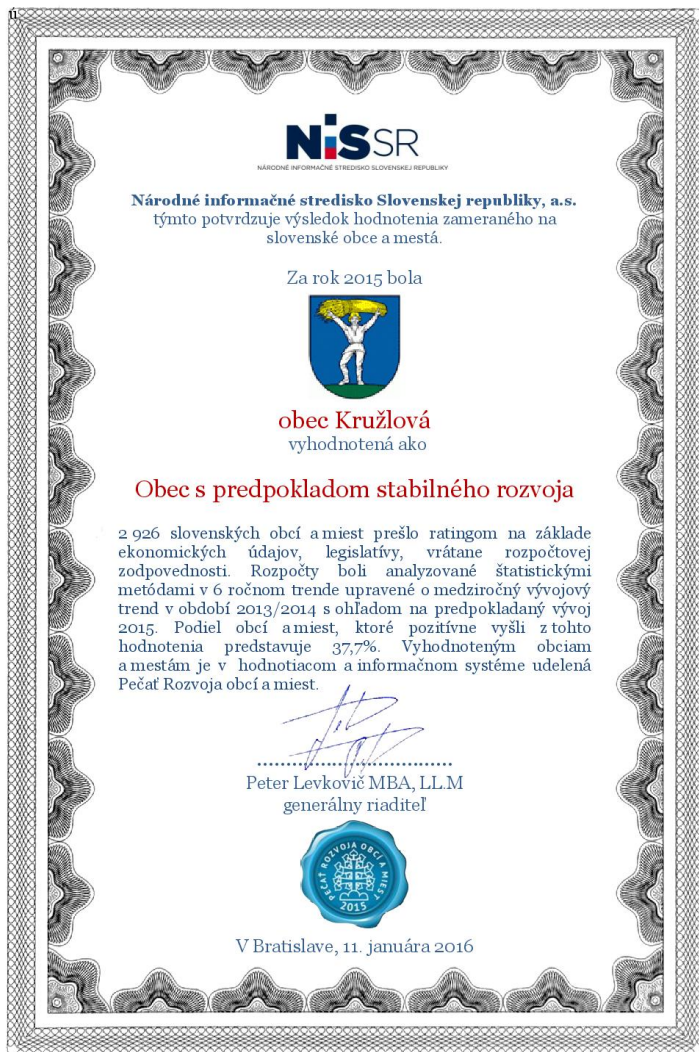 ú
NiSSR
NÁRODNÉ INFORMAČNÉ STREDISKO SLOVENSKEJ REPUBLIKY
Národné informačné stredisko Slovenskej republiky, a.s.
týmto potvrdzuje výsledok hodnotenia zameraného na
slovenské obce a mestá.
Za rok 2015 bola
obec Kružlová
vyhodnotená ako
Obec s predpokladom stabilného rozvoja
2 926 slovenských obcí a miest prešlo ratingom na základe
ekonomických údajov, legislatívy, vrátane rozpočtovej
zodpovednosti. Rozpočty boli analyzované štatistickými
metódami v 6 ročnom trende upravené o medziročný vývojový
trend v období 2013/2014 s ohľadom na predpokladaný vývoj
2015. Podiel obcí a miest, ktoré pozitívne vyšli z tohto
hodnotenia predstavuje 37,7%. Vyhodnoteným obciam
a mestám je v hodnotiacom a informačnom systéme udelená
Pečať Rozvoja obcí a miest.
Peter Levkovič MBA, LL.M
generálny riaditeľ
PEČAŤ ROZVOJA OBCÍ A MIEST
2015
V Bratislave, 11. januára 2016